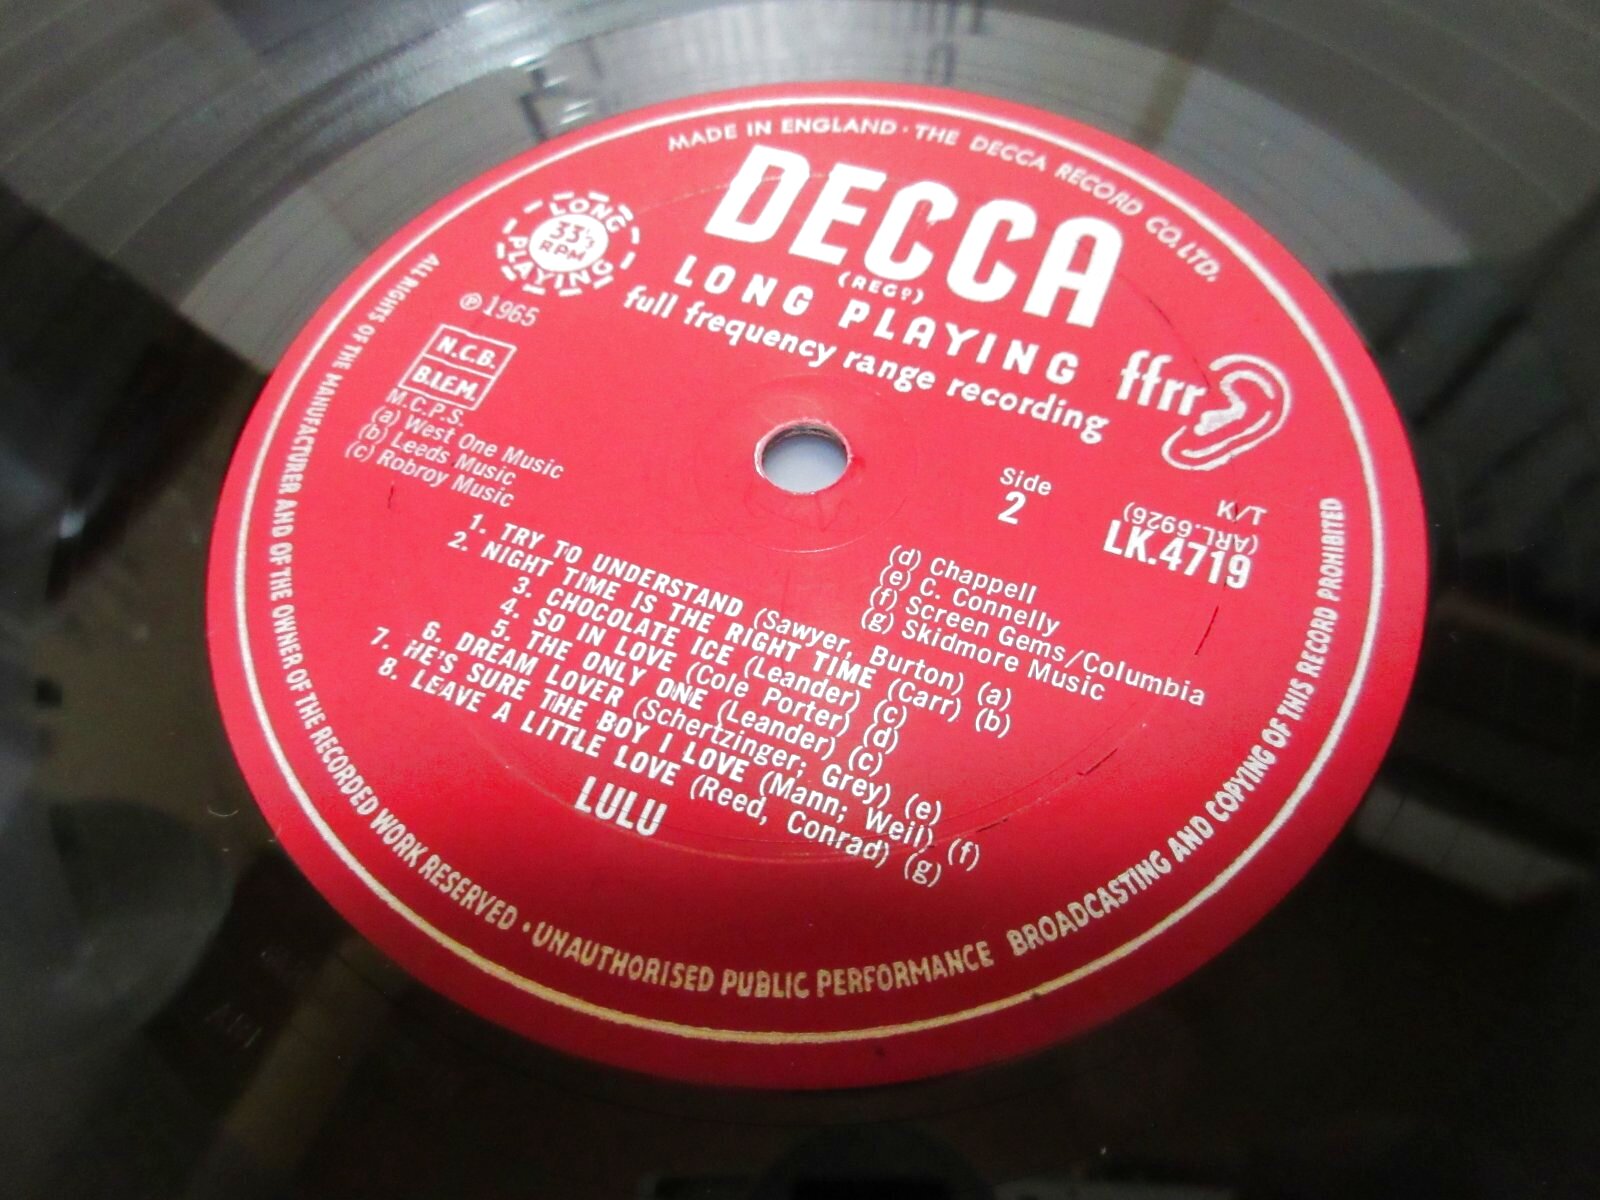 MADE IN ENGLAND · THE DECCA RECORD CO. LTD.
DECCA
(REGD)
LONG PLAYING
full frequency range recording
ffrr
LONG
33⅓
RPM
PLAYING
℗ 1965
N.C.B.
B.I.E.M.
M.C.P.S.
(a) West One Music
(b) Leeds Music
(c) Robroy Music
Side
2
K/T
(ARL.6926)
LK.4719
(d) Chappell
(e) C. Connelly
(f) Screen Gems/Columbia
(g) Skidmore Music
1. TRY TO UNDERSTAND (Sawyer, Burton) (a)
2. NIGHT TIME IS THE RIGHT TIME (Carr) (b)
3. CHOCOLATE ICE (Leander) (c)
4. SO IN LOVE (Cole Porter) (d)
5. THE ONLY ONE (Leander) (c)
6. DREAM LOVER (Schertzinger; Grey) (e)
7. HE'S SURE THE BOY I LOVE (Mann; Weil) (f)
8. LEAVE A LITTLE LOVE (Reed, Conrad) (g)
LULU
ALL RIGHTS OF THE MANUFACTURER AND OF THE OWNER OF THE RECORDED WORK RESERVED · UNAUTHORISED PUBLIC PERFORMANCE BROADCASTING AND COPYING OF THIS RECORD PROHIBITED